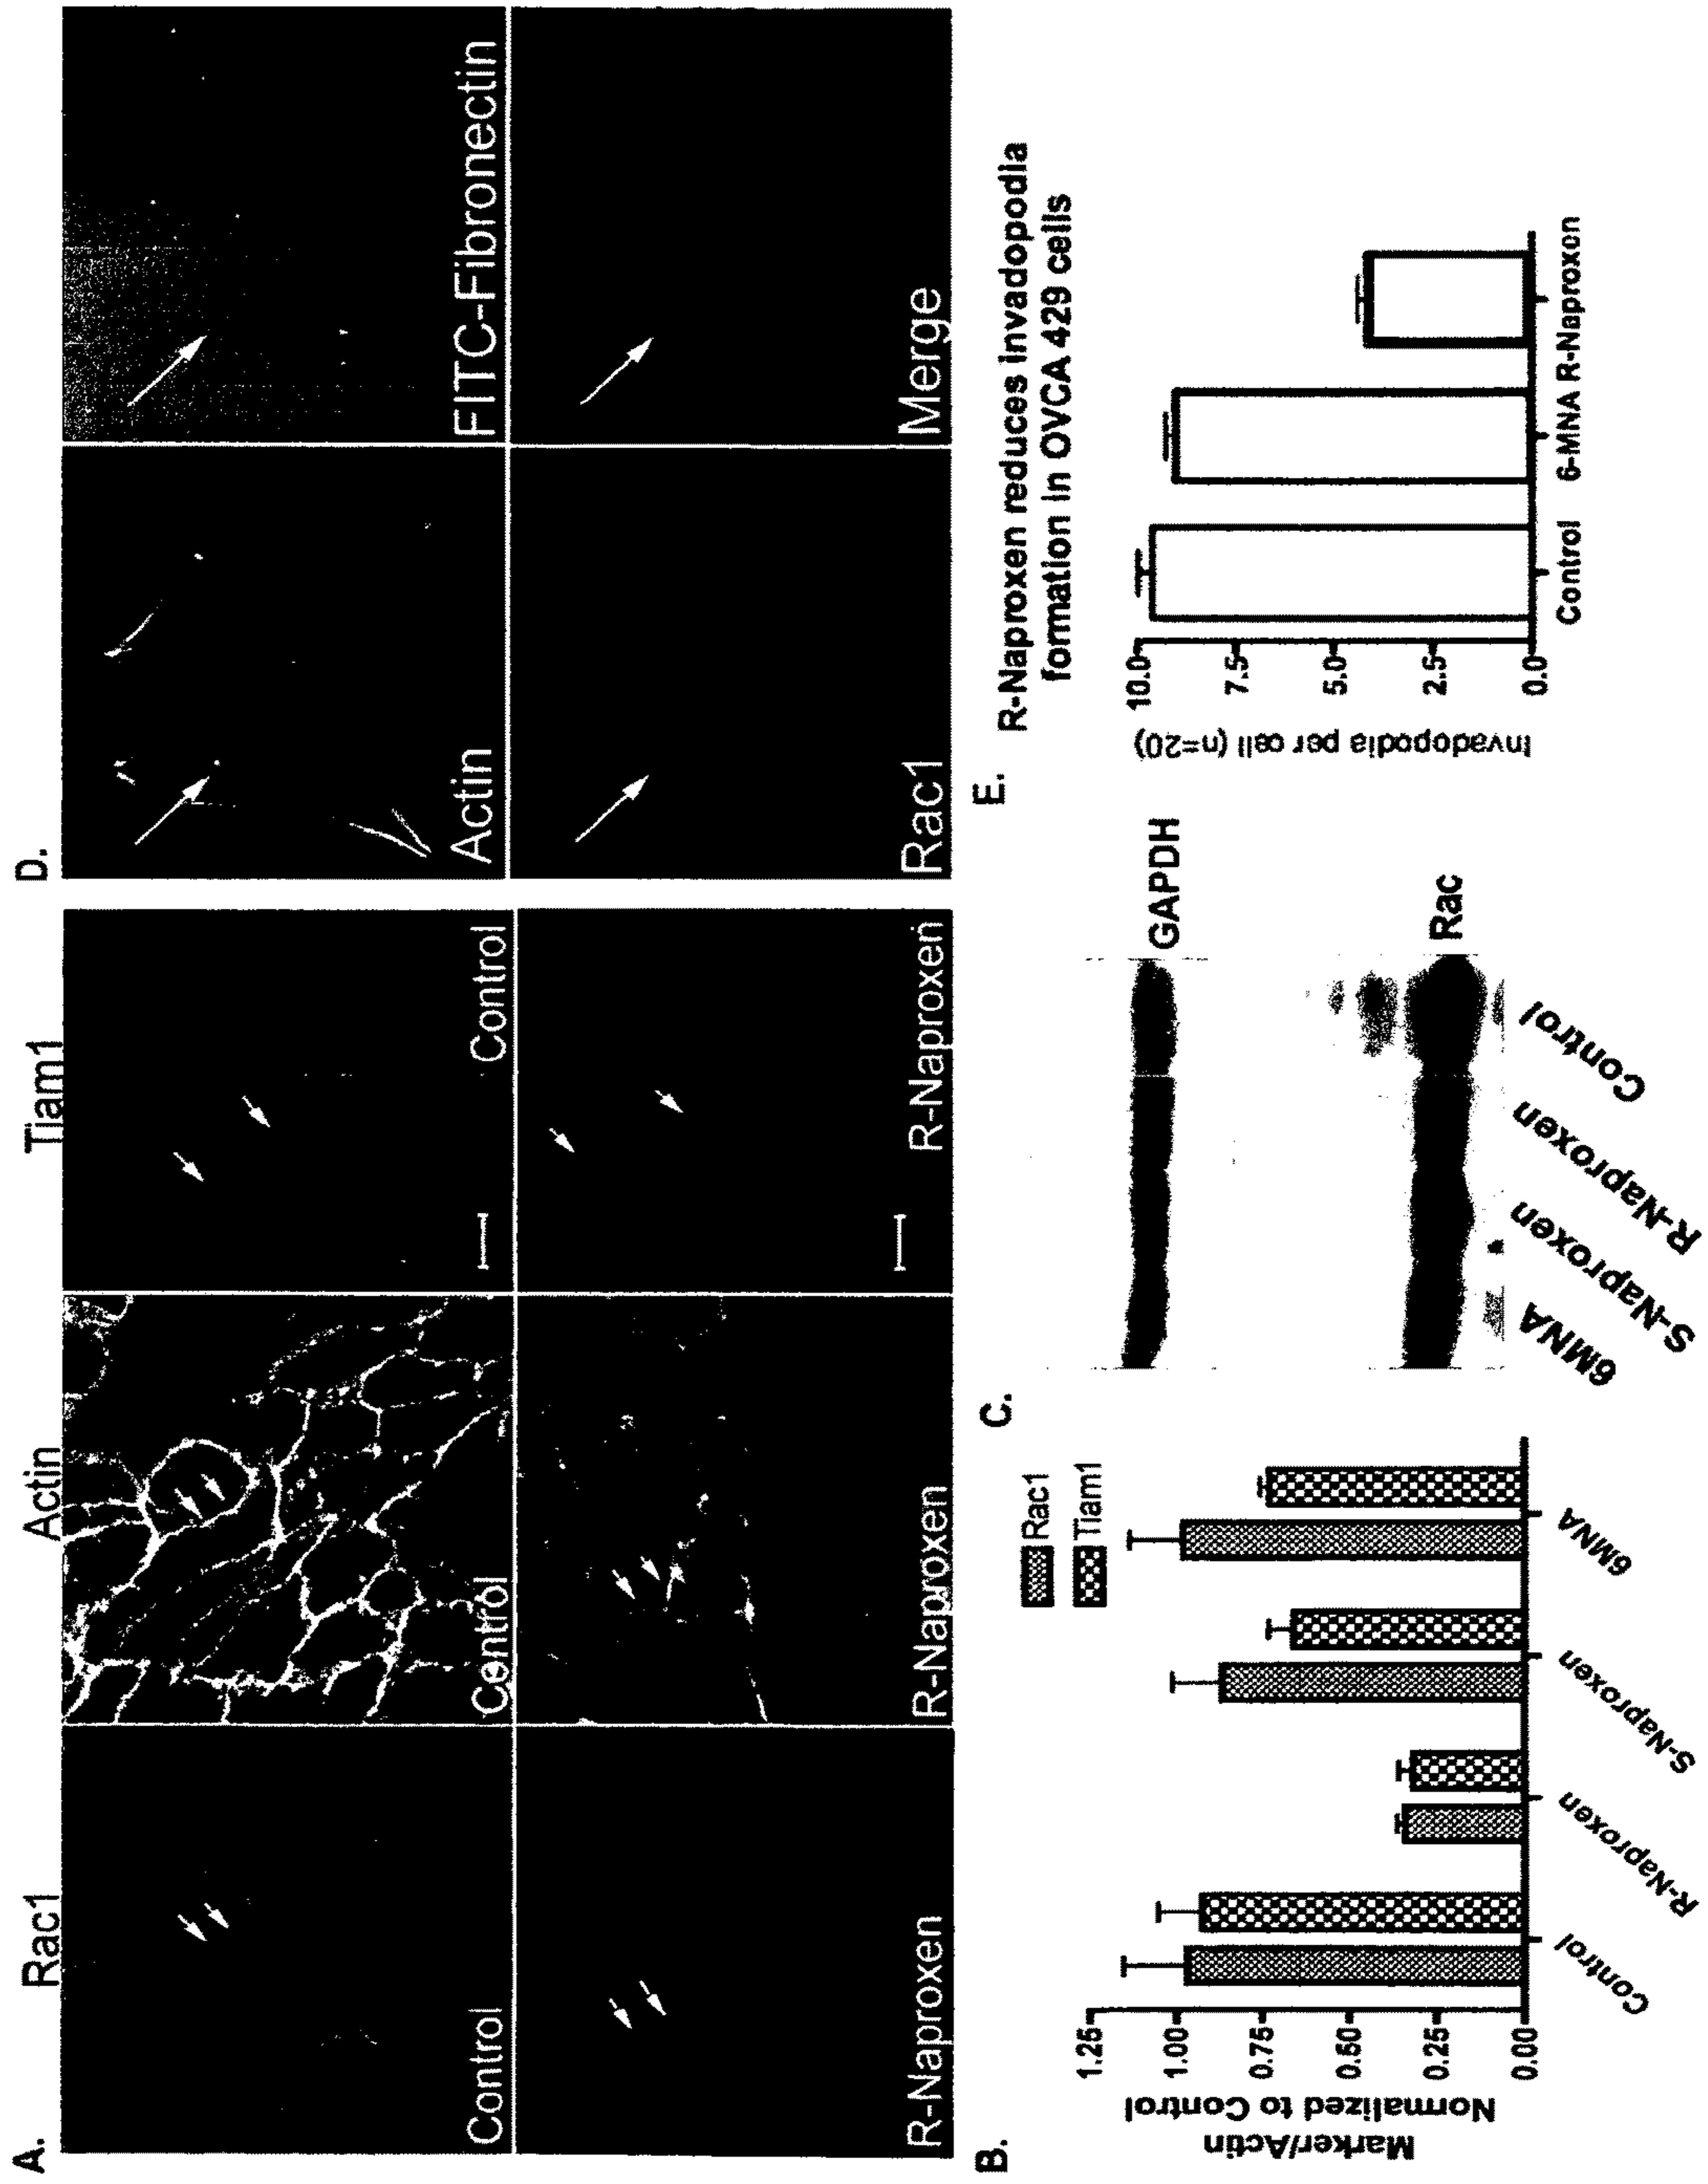 A.
Rac1
Actin
Tiam1
Control
Control
Control
R-Naproxen
R-Naproxen
R-Naproxen
D.
Actin
FITC-Fibronectin
Rac1
Merge
B.
Marker/Actin
Normalized to Control
1.25
1.00
0.75
0.50
0.25
0.00
Rac1
Tiam1
Control
R-Naproxen
S-Naproxen
6MNA
C.
GAPDH
Rac
6MNA
S-Naproxen
R-Naproxen
Control
E.
R-Naproxen reduces invadopodia
formation in OVCA 429 cells
Invadopodia per cell (n=20)
10.0
7.5
5.0
2.5
0.0
Control
6-MNA
R-Naproxen